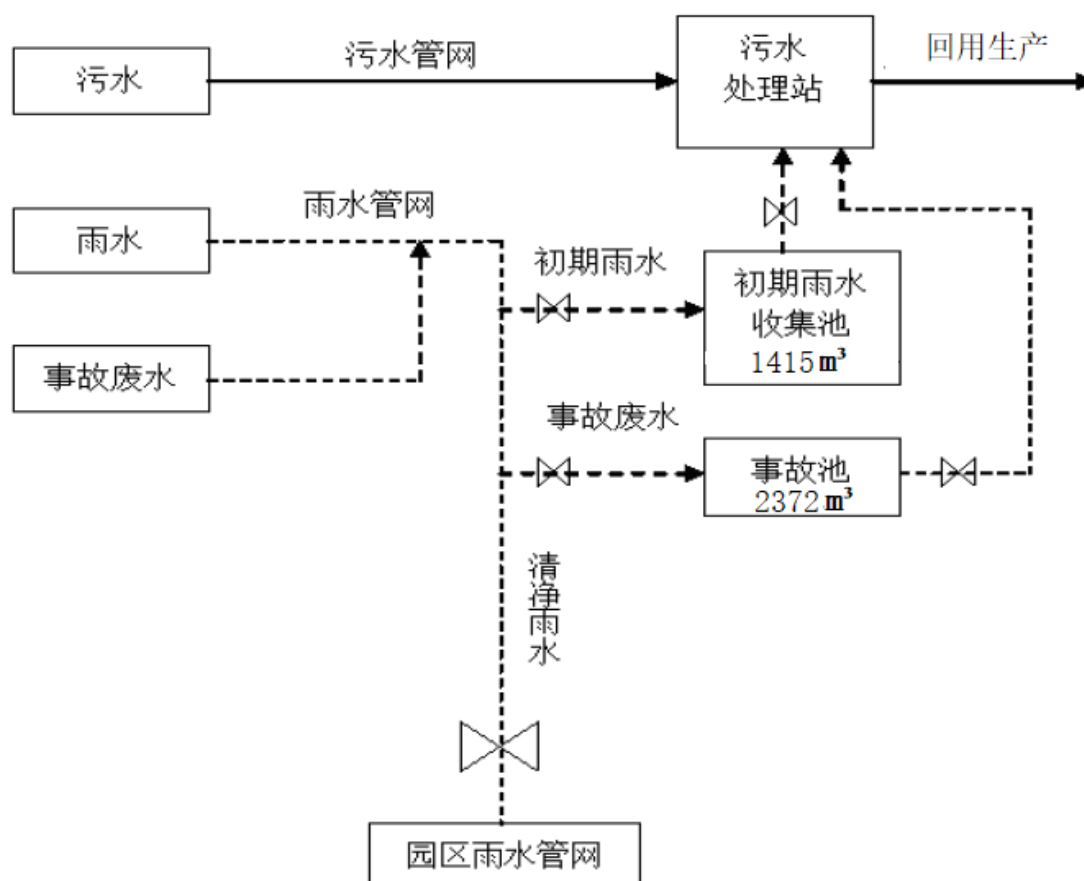 污水
污水管网
污水
处理站
回用生产
雨水
雨水管网
初期雨水
初期雨水
收集池
1415m³
事故废水
事故废水
事故池
2372m³
清净雨水
园区雨水管网